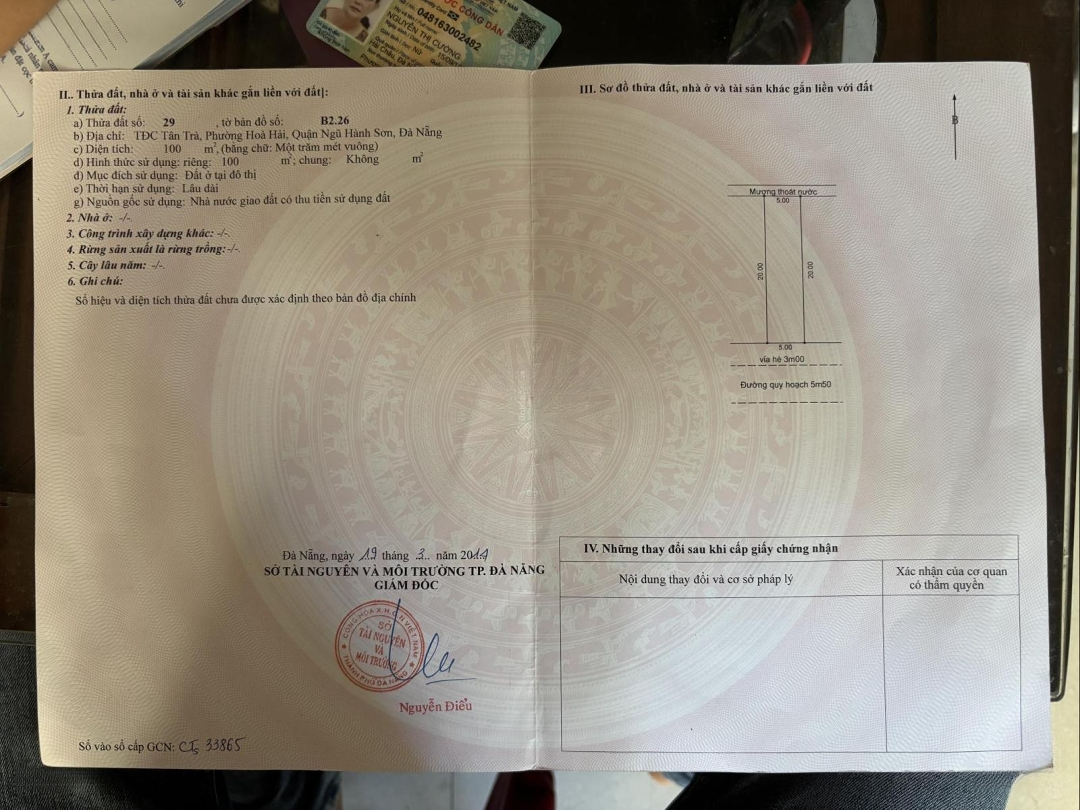 CÔNG DÂN
048163002482
NGUYỄN THỊ CƯƠNG
II.. Thửa đất, nhà ở và tài sản khác gắn liền với đất|:
1. Thửa đất:
a) Thửa đất số: 29 , tờ bản đồ số: B2.26
b) Địa chỉ: TĐC Tân Trà, Phường Hoà Hải, Quận Ngũ Hành Sơn, Đà Nẵng
c) Diện tích: 100 m², (bằng chữ: Một trăm mét vuông)
d) Hình thức sử dụng: riêng: 100 m²; chung: Không m²
đ) Mục đích sử dụng: Đất ở tại đô thị
e) Thời hạn sử dụng: Lâu dài
g) Nguồn gốc sử dụng: Nhà nước giao đất có thu tiền sử dụng đất
2. Nhà ở: -/-.
3. Công trình xây dựng khác: -/-.
4. Rừng sản xuất là rừng trồng:-/-.
5. Cây lâu năm: -/-.
6. Ghi chú:
Số hiệu và diện tích thửa đất chưa được xác định theo bản đồ địa chính
Đà Nẵng, ngày 19 tháng 3.. năm 2014
SỞ TÀI NGUYÊN VÀ MÔI TRƯỜNG TP. ĐÀ NẴNG
GIÁM ĐỐC
CỘNG HÒA X.H.C.N VIỆT NAM
SỞ
TÀI NGUYÊN
VÀ
MÔI TRƯỜNG
THÀNH PHỐ ĐÀ NẴNG
Nguyễn Điểu
Số vào sổ cấp GCN: CTs 33865
III. Sơ đồ thửa đất, nhà ở và tài sản khác gắn liền với đất
B
Mương thoát nước
5.00
20.00
20.00
5.00
vỉa hè 3m00
Đường quy hoạch 5m50
IV. Những thay đổi sau khi cấp giấy chứng nhận
Nội dung thay đổi và cơ sở pháp lý
Xác nhận của cơ quan
có thẩm quyền